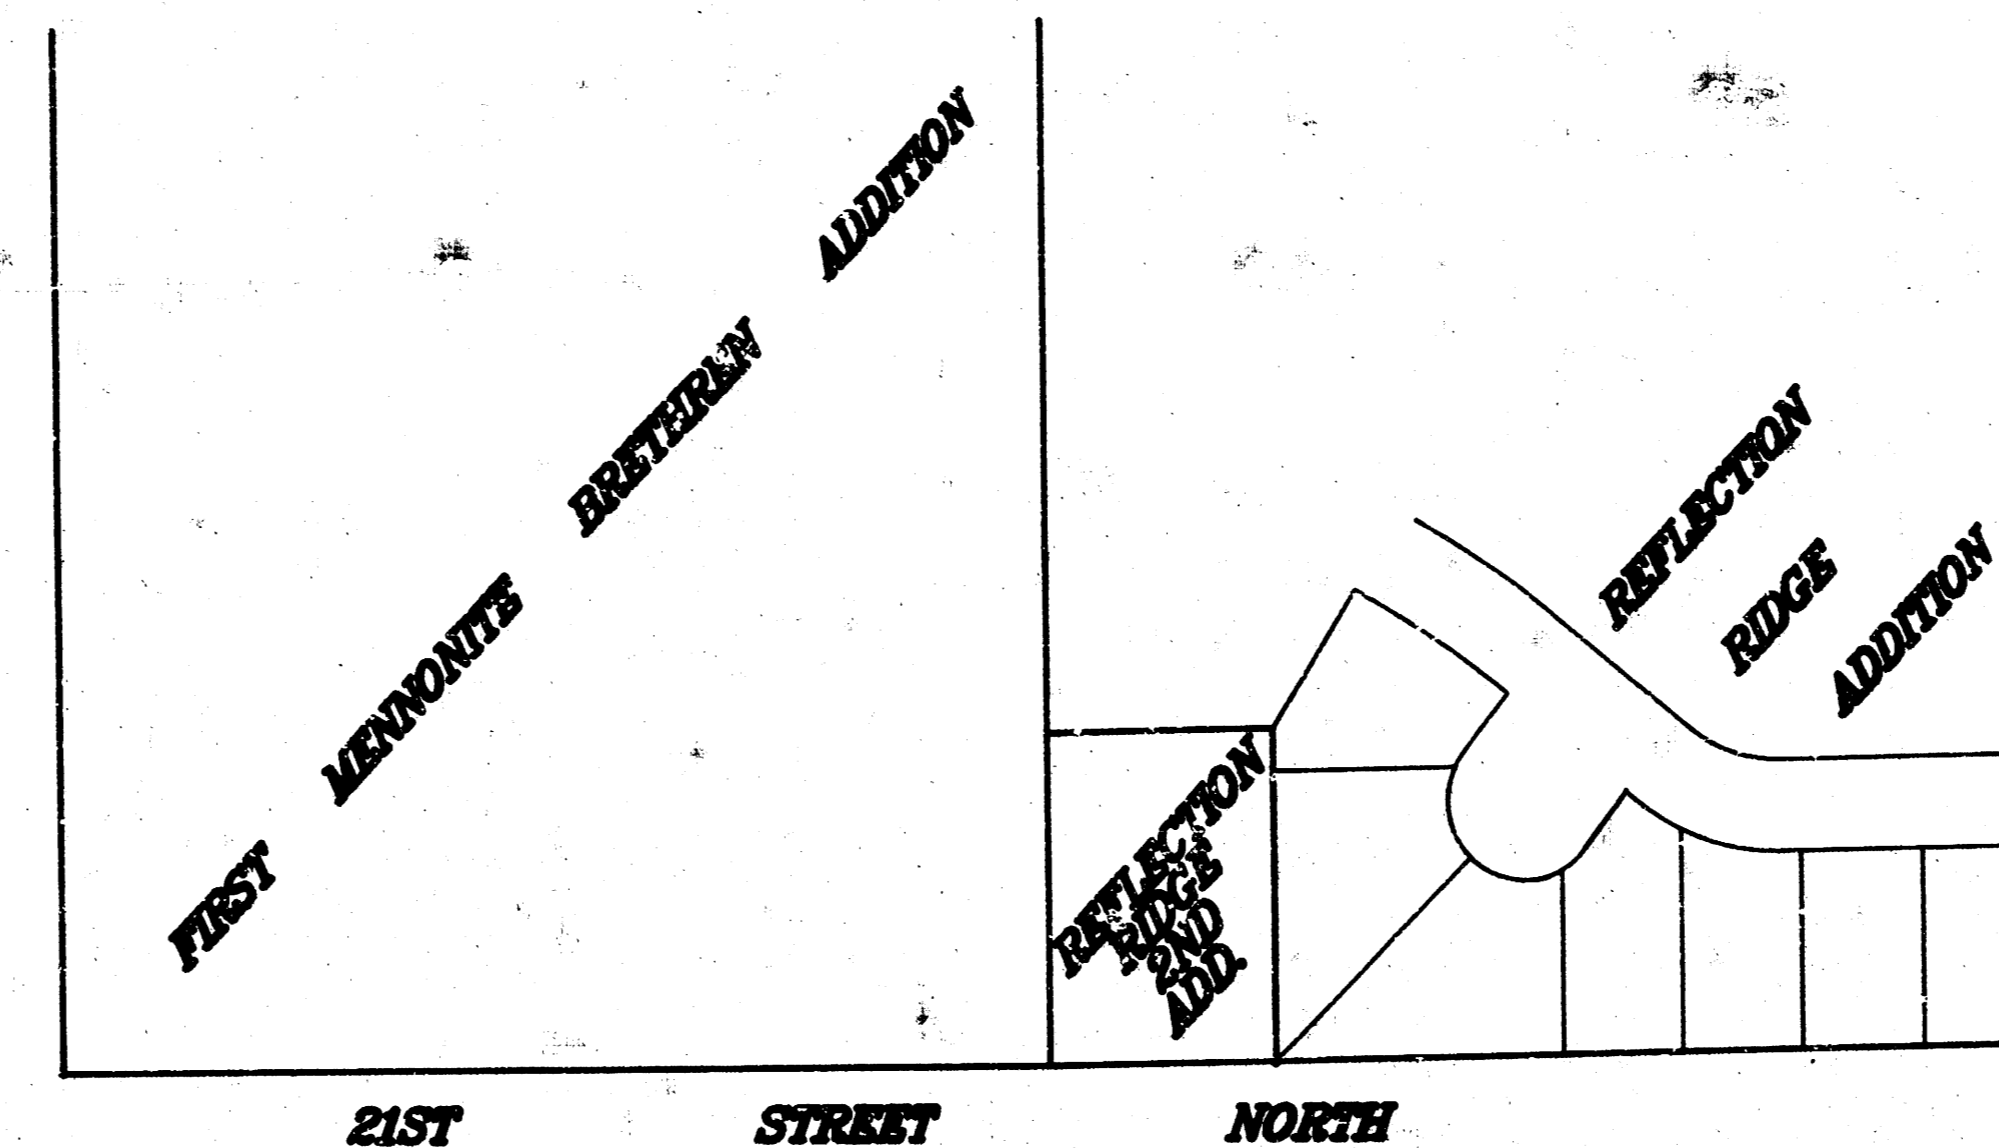 FIRST MENNONITE BRETHREN ADDITION
REFLECTION
RIDGE
ADDITION
REFLECTION
RIDGE
2ND
ADD.
21ST STREET NORTH